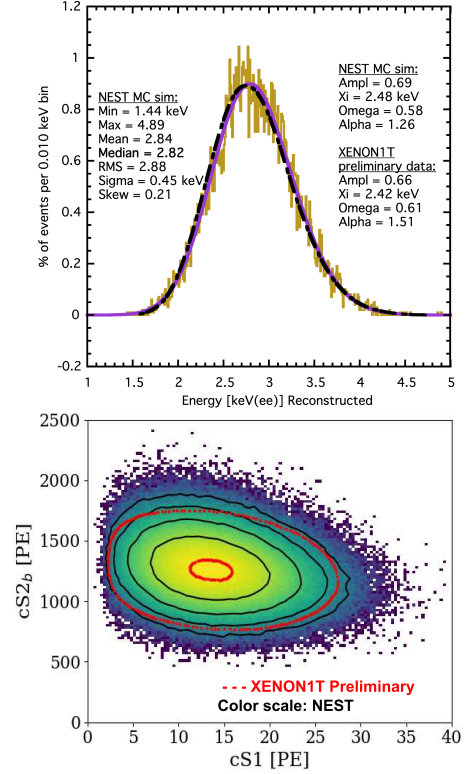 1.2
1
0.8
0.6
0.4
0.2
0
-0.2
% of events per 0.010 keV bin
NEST MC sim:
Min = 1.44 keV
Max = 4.89
Mean = 2.84
Median = 2.82
RMS = 2.88
Sigma = 0.45 keV
Skew = 0.21
NEST MC sim:
Ampl = 0.69
Xi = 2.48 keV
Omega = 0.58
Alpha = 1.26
XENON1T
preliminary data:
Ampl = 0.66
Xi = 2.42 keV
Omega = 0.61
Alpha = 1.51
1 1.5 2 2.5 3 3.5 4 4.5 5
Energy [keV(ee)] Reconstructed
2500
2000
1500
1000
500
0
cS2b [PE]
XENON1T Preliminary
Color scale: NEST
0 5 10 15 20 25 30 35 40
cS1 [PE]